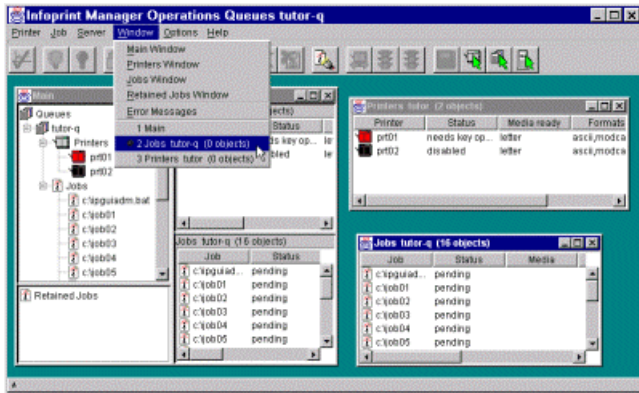 Infoprint Manager Operations Queues tutor-q
Printer Job Server Window Options Help
Main Window
Printers Window
Jobs Window
Retained Jobs Window
Error Messages
1 Main
2 Jobs tutor-q (0 objects)
3 Printers tutor (0 objects)
Main
Queues
tutor-q
Printers
prt01
prt02
Jobs
c:\ipguiadm.bat
c:\job01
c:\job02
c:\job03
c:\job04
c:\job05
Retained Jobs
Status
Jobs tutor-q (16 objects)
Job Status
c:\ipguiad... pending
c:\job01 pending
c:\job02 pending
c:\job03 pending
c:\job04 pending
c:\job05 pending
Printers tutor (2 objects)
Printer Status Media ready Formats
prt01 needs key op... letter ascii,modca
prt02 disabled letter ascii,modca
Jobs tutor-q (16 objects)
Job Status Media
c:\ipguiad... pending
c:\job01 pending
c:\job02 pending
c:\job03 pending
c:\job04 pending
c:\job05 pending